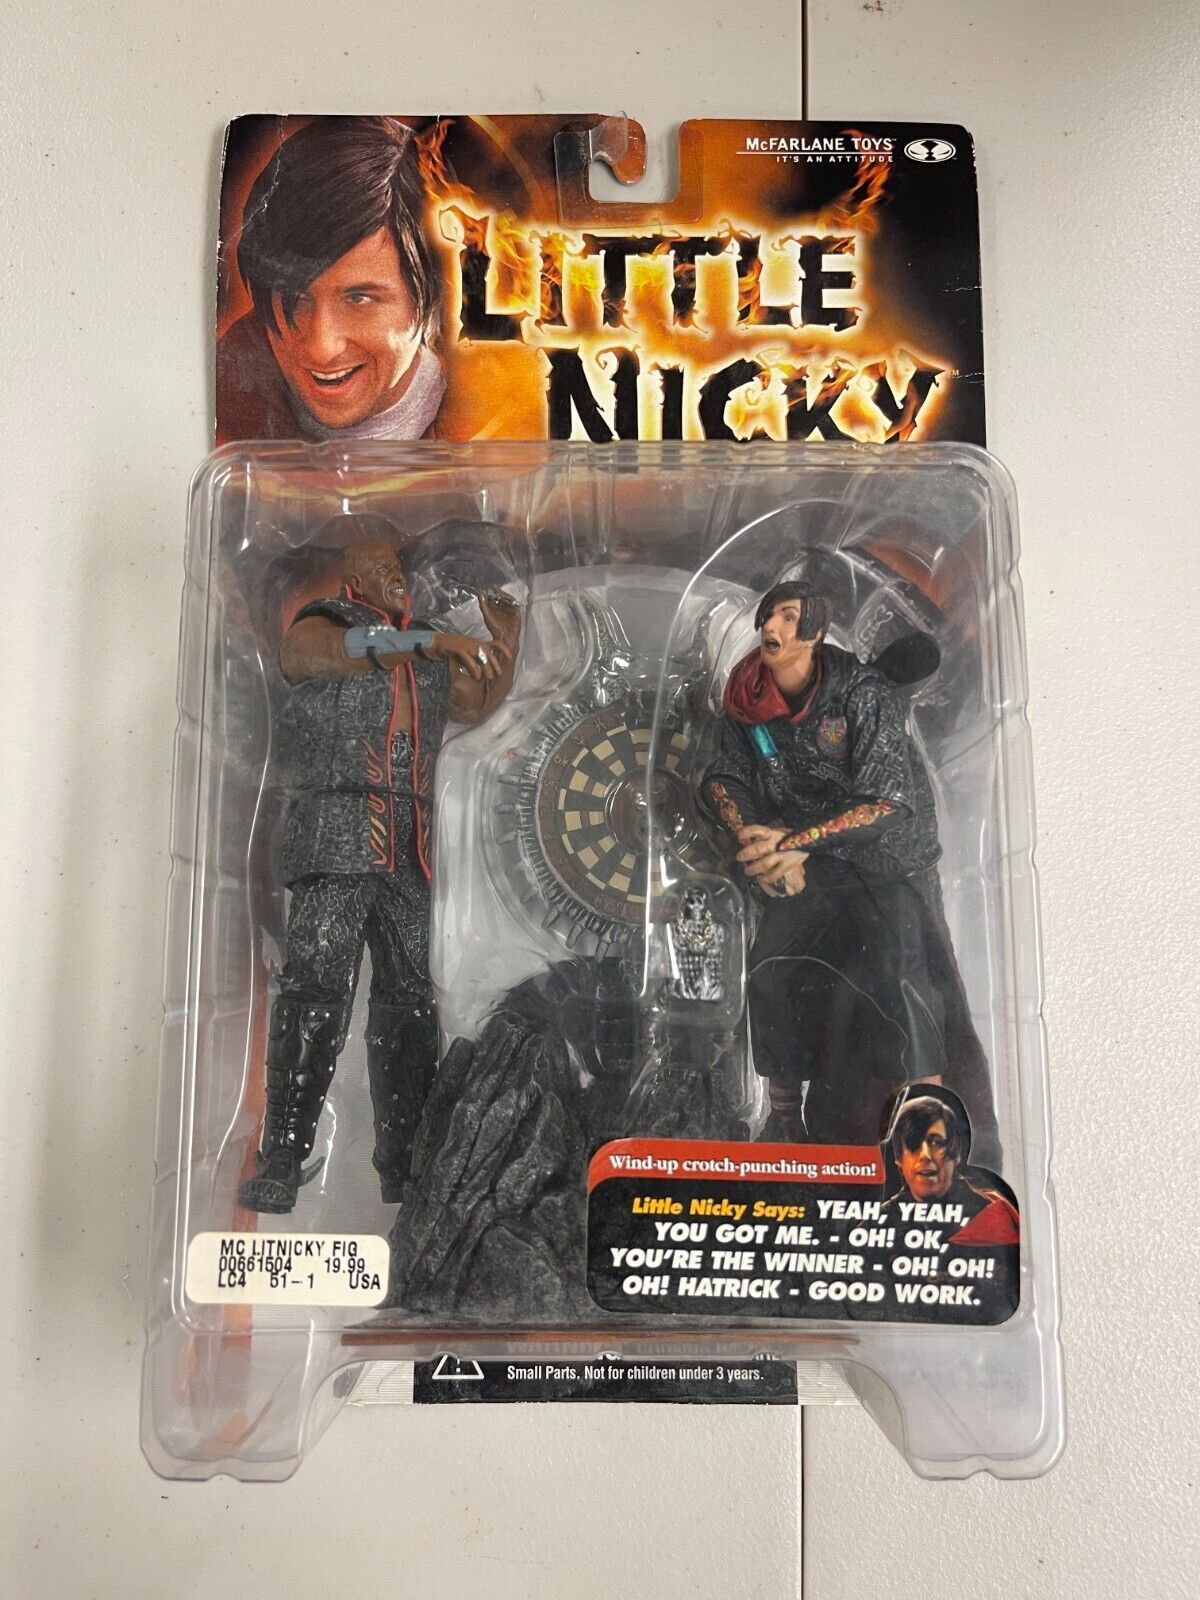 McFARLANE TOYS™
IT'S AN ATTITUDE
LITTLE
NICKY™
Wind-up crotch-punching action!
Little Nicky Says: YEAH, YEAH,
YOU GOT ME. - OH! OK,
YOU'RE THE WINNER - OH! OH!
OH! HATRICK - GOOD WORK.
MC LITNICKY FIG
00661504 19.99
LC4 51-1 USA
Small Parts. Not for children under 3 years.